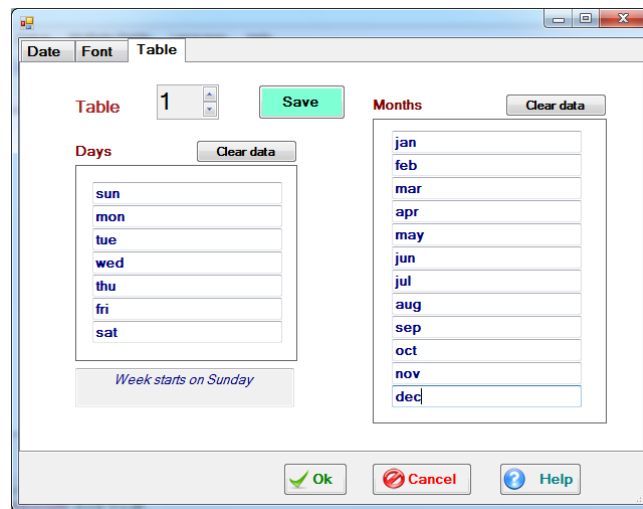 Date Font Table
Table 1 Save
Days Clear data
sun
mon
tue
wed
thu
fri
sat
Week starts on Sunday
Months Clear data
jan
feb
mar
apr
may
jun
jul
aug
sep
oct
nov
dec
Ok Cancel Help